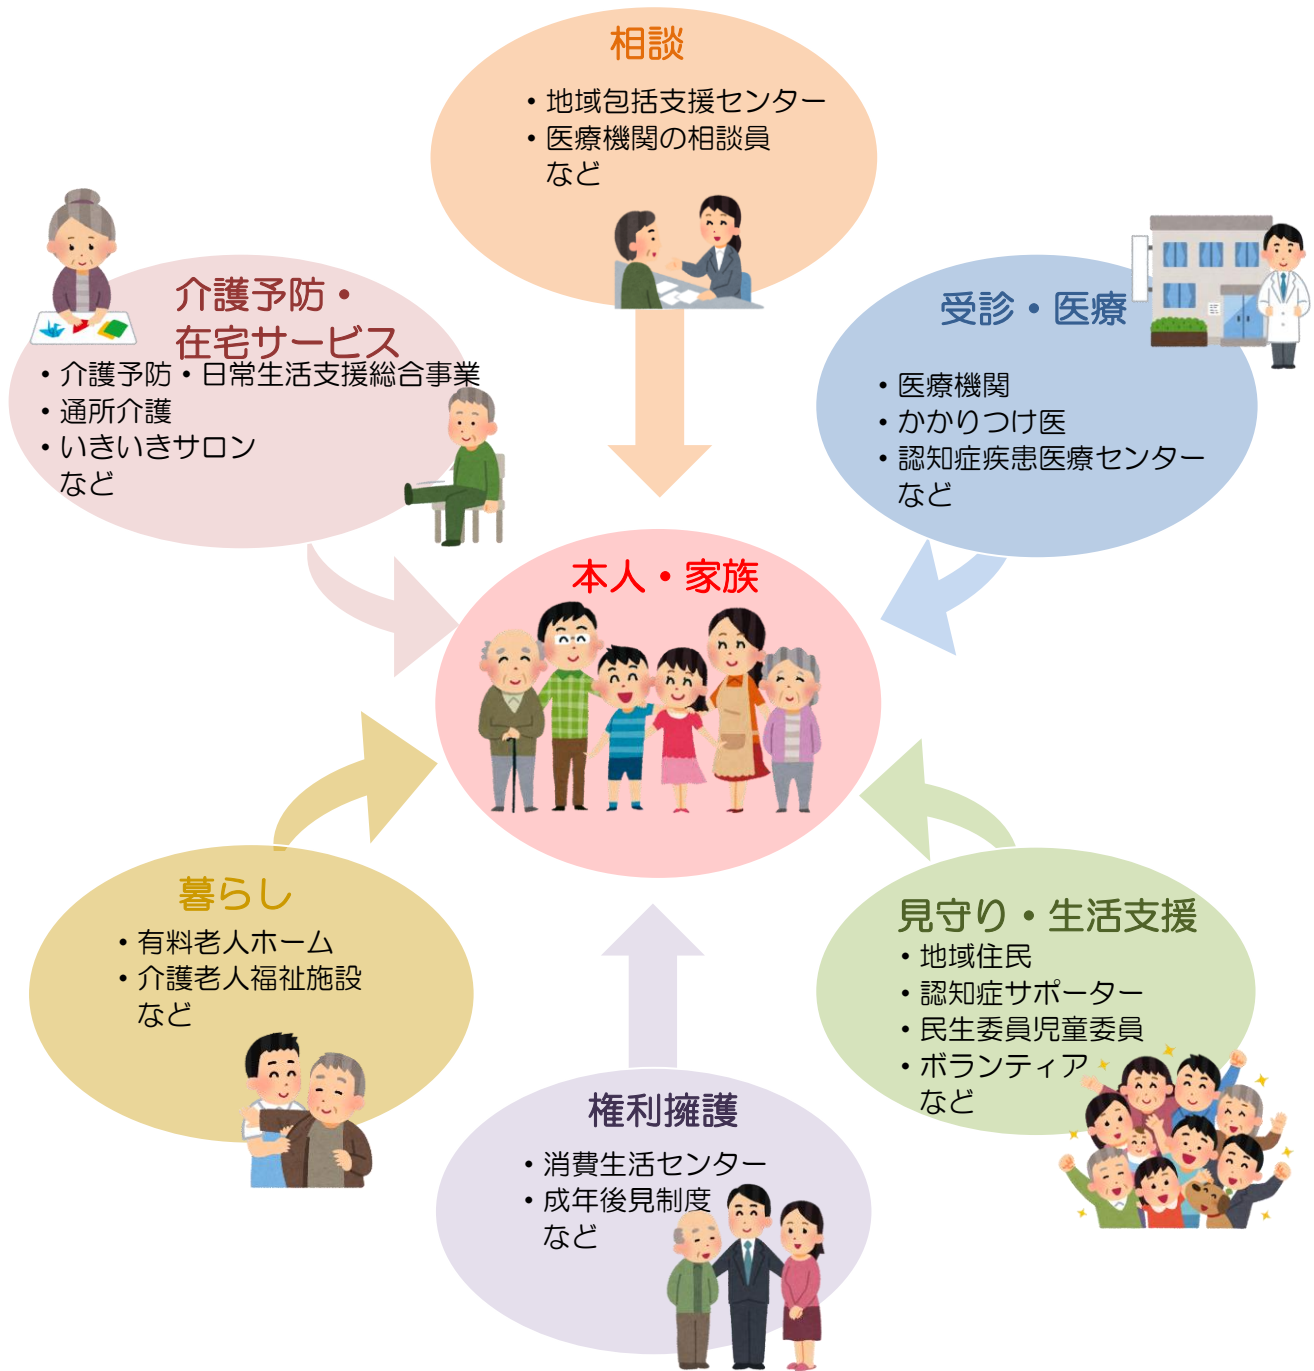 相談
・地域包括支援センター
・医療機関の相談員
など
介護予防・
在宅サービス
・介護予防・日常生活支援総合事業
・通所介護
・いきいきサロン
など
受診・医療
・医療機関
・かかりつけ医
・認知症疾患医療センター
など
本人・家族
暮らし
・有料老人ホーム
・介護老人福祉施設
など
見守り・生活支援
・地域住民
・認知症サポーター
・民生委員児童委員
・ボランティア
など
権利擁護
・消費生活センター
・成年後見制度
など